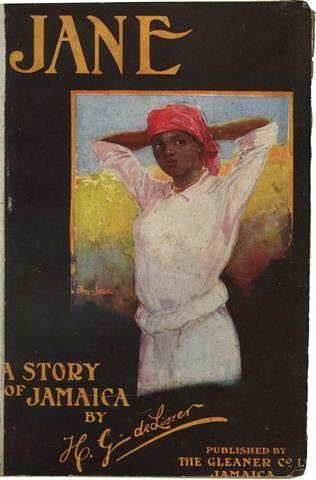 JANE
A STORY
OF JAMAICA
BY
H. G. de Lisser
PUBLISHED BY
THE GLEANER CO. L
JAMAICA